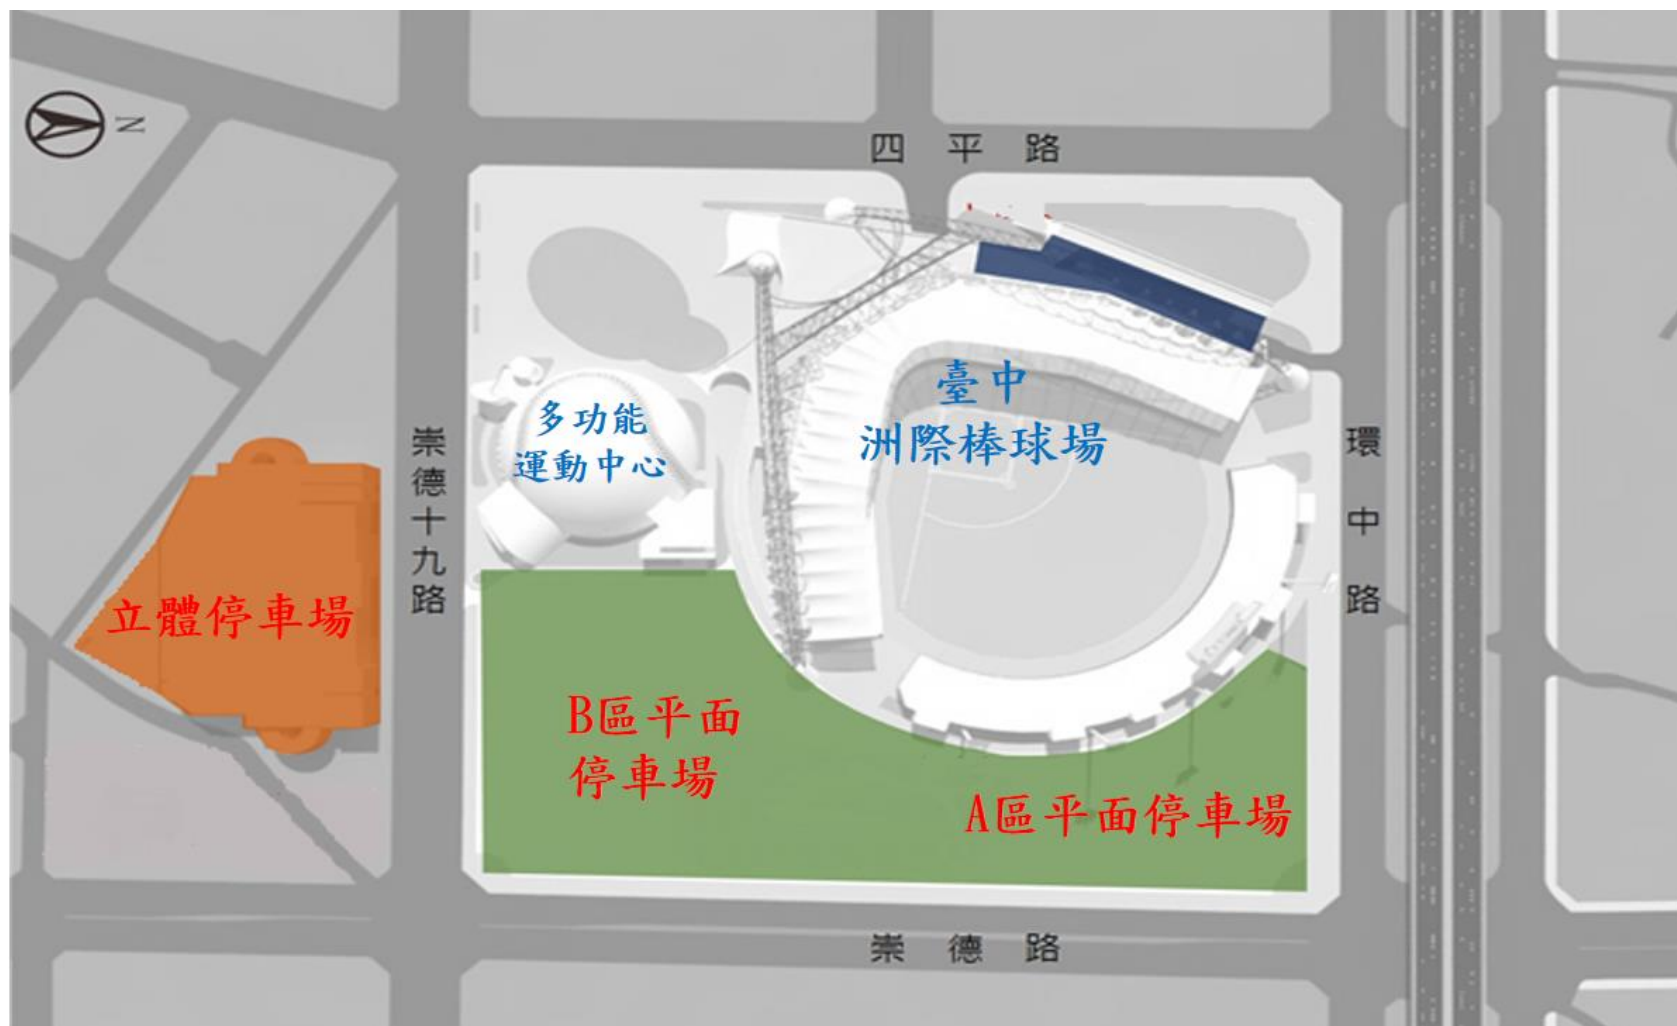 N
四平路
臺中
洲際棒球場
多功能
運動中心
崇德十九路
環中路
立體停車場
B區平面
停車場
A區平面停車場
崇德路